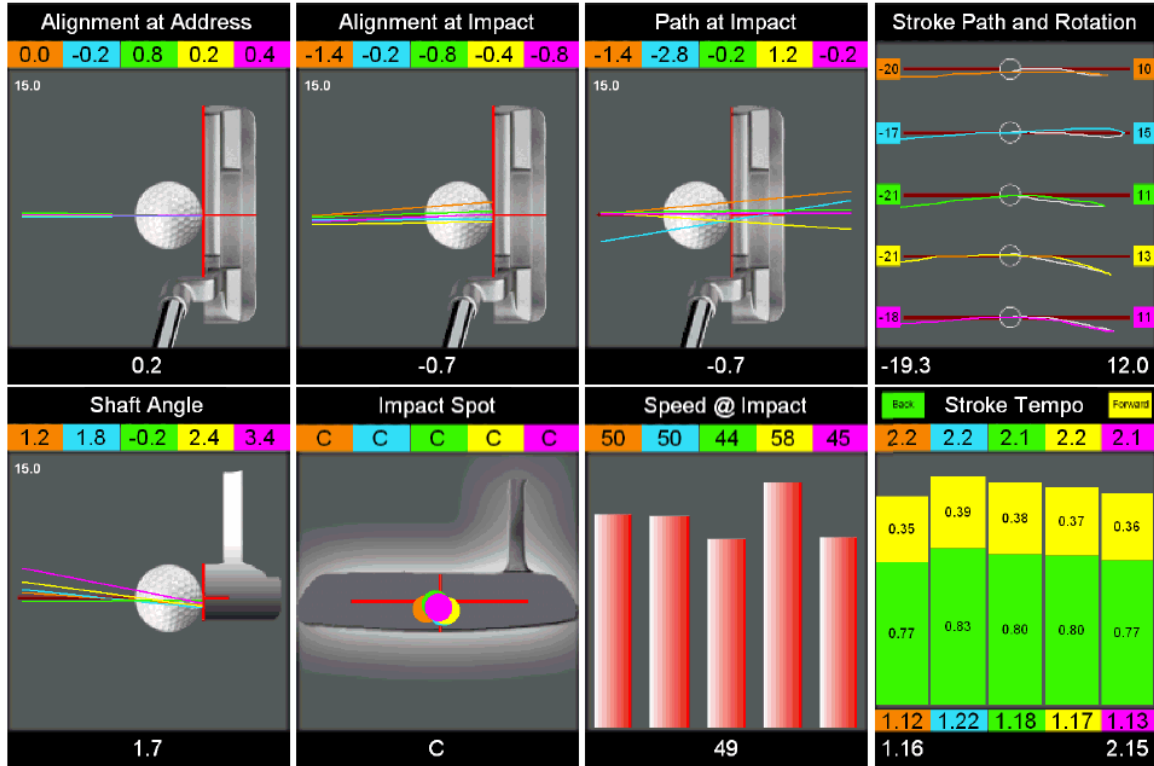 Alignment at Address
0.0 -0.2 0.8 0.2 0.4
15.0
0.2
Alignment at Impact
-1.4 -0.2 -0.8 -0.4 -0.8
15.0
-0.7
Path at Impact
-1.4 -2.8 -0.2 1.2 -0.2
15.0
-0.7
Stroke Path and Rotation
-20 10
-17 15
-21 11
-21 13
-18 11
-19.3 12.0
Shaft Angle
1.2 1.8 -0.2 2.4 3.4
15.0
1.7
Impact Spot
C C C C C
C
Speed @ Impact
50 50 44 58 45
49
Back Stroke Tempo Forward
2.2 2.2 2.1 2.2 2.1
0.35 0.39 0.38 0.37 0.36
0.77 0.83 0.80 0.80 0.77
1.12 1.22 1.18 1.17 1.13
1.16 2.15